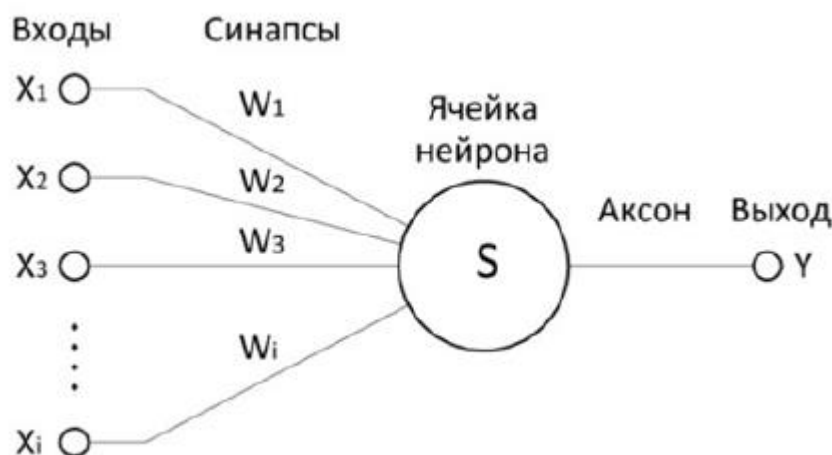 Входы
Синапсы
X1
W1
Ячейка
нейрона
X2
W2
Аксон
Выход
X3
W3
S
Y
Wi
Xi